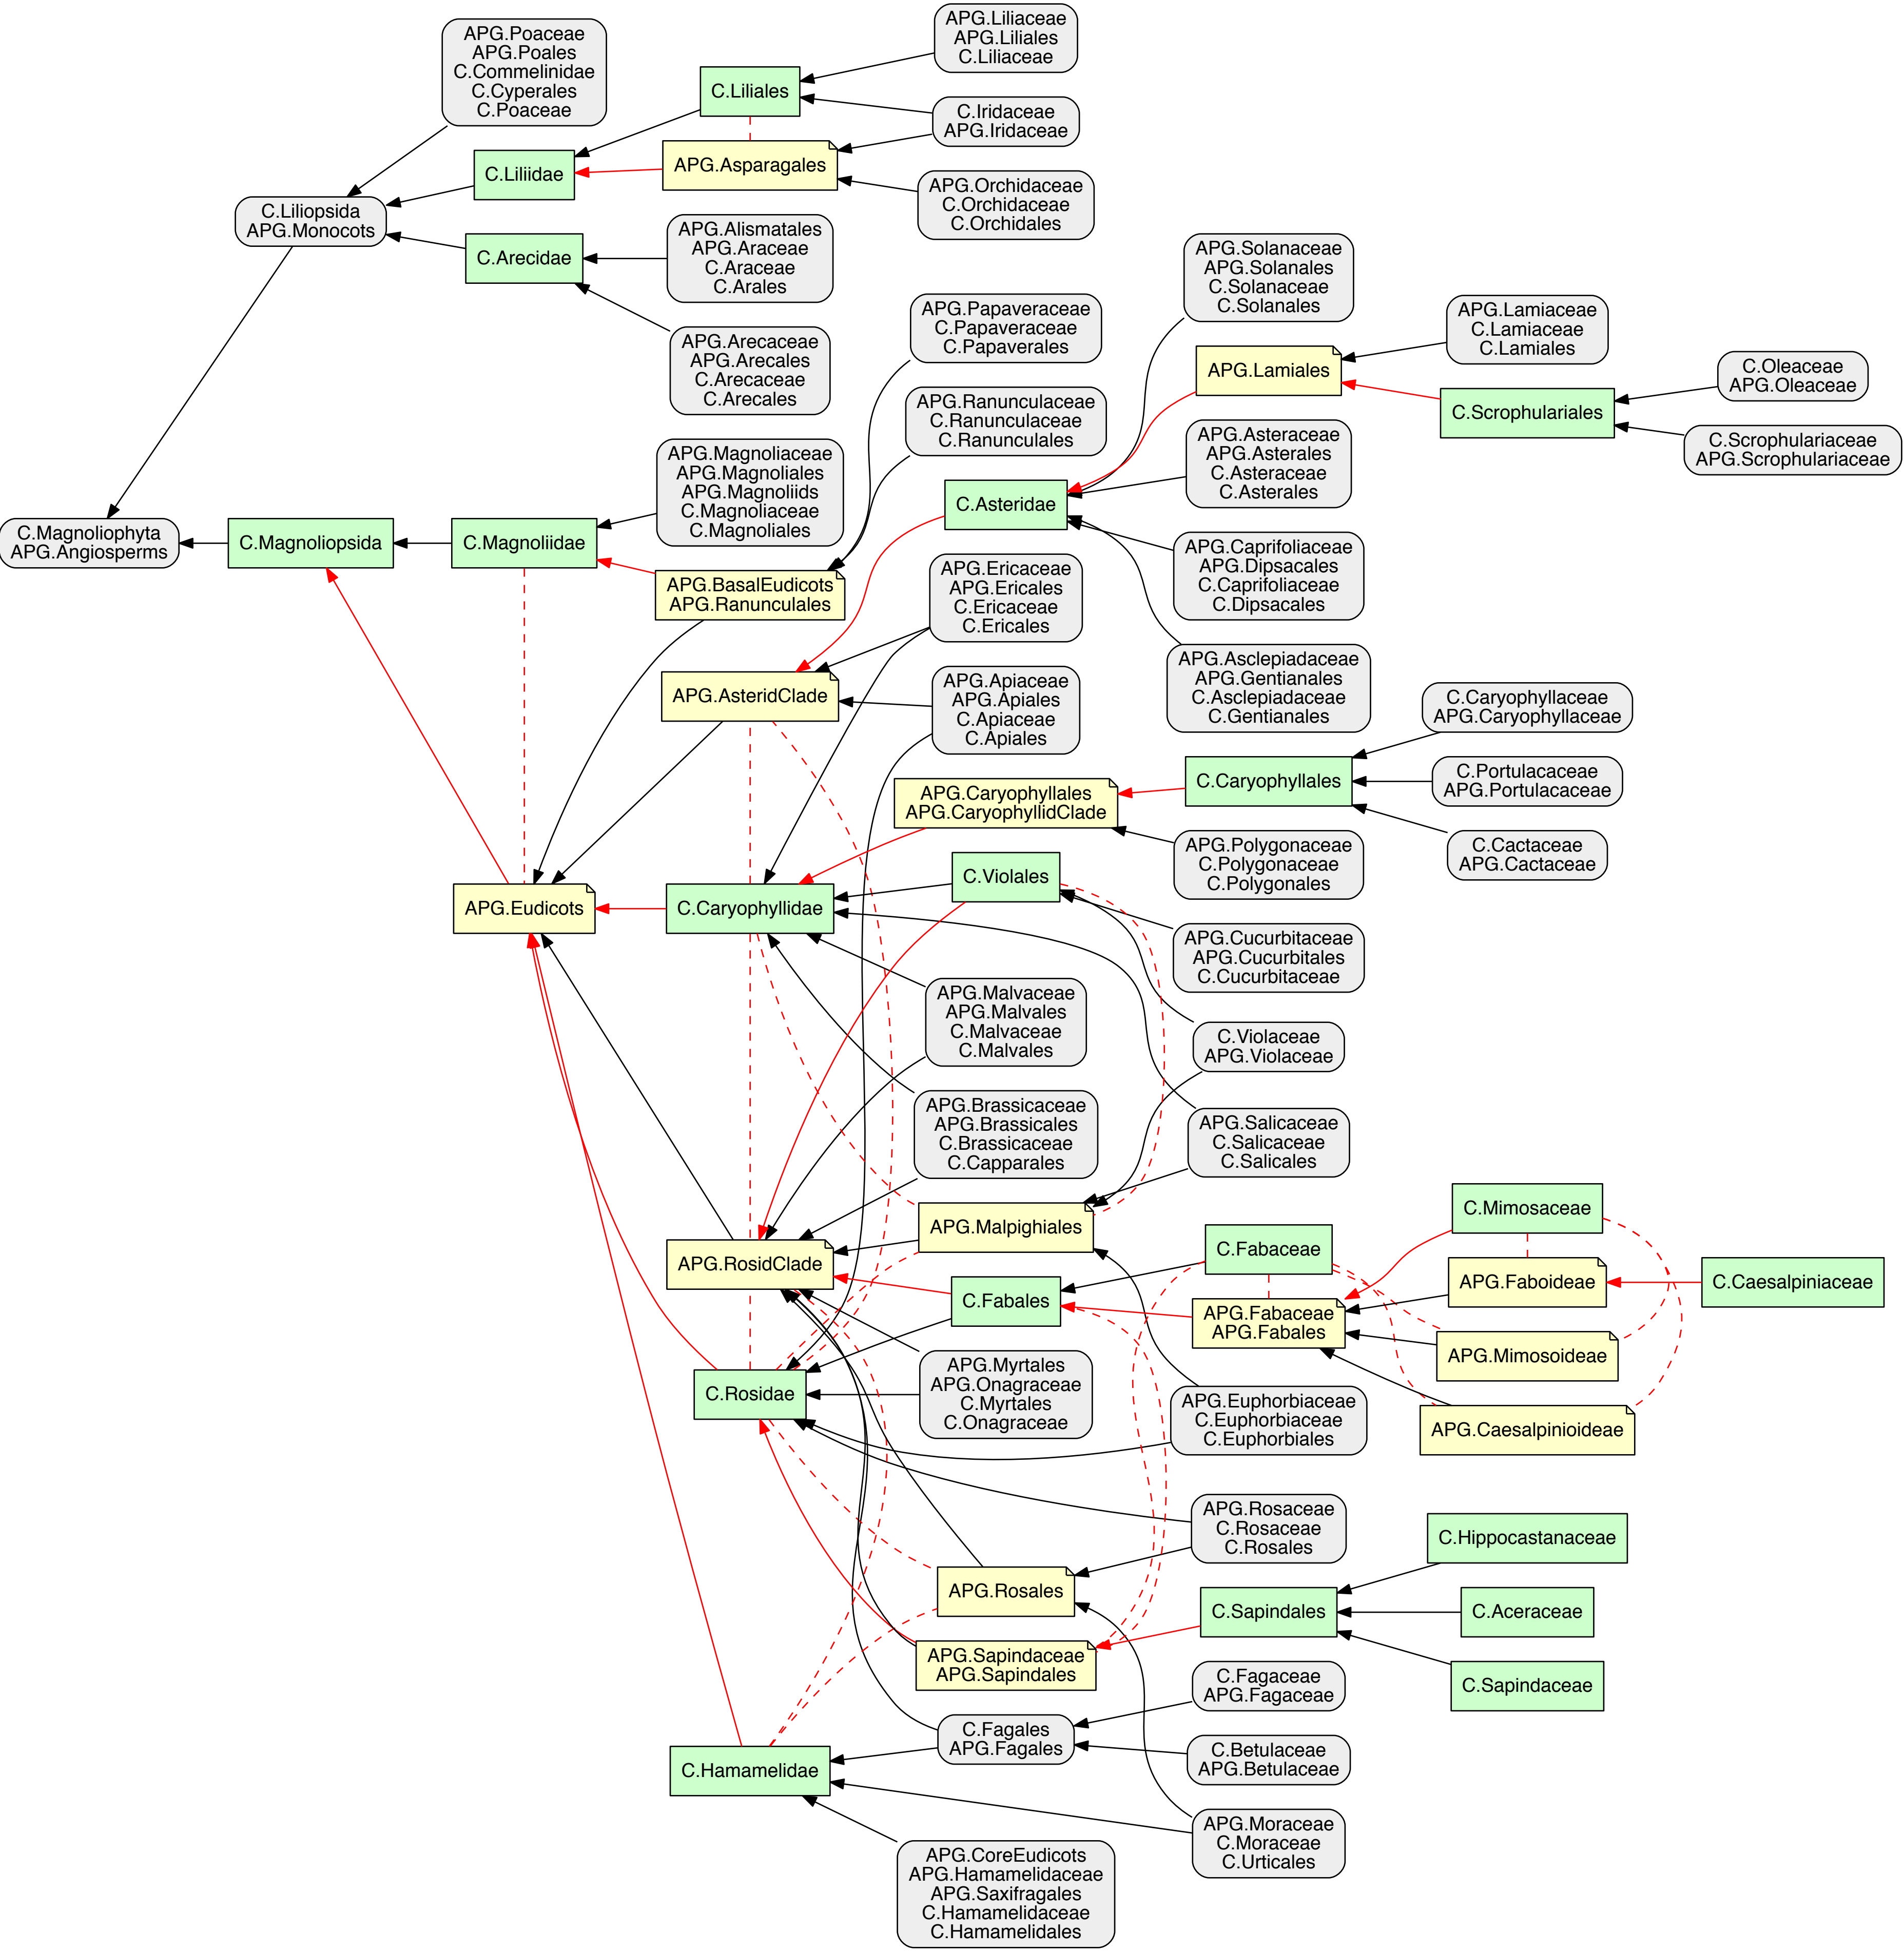 APG.Poaceae
APG.Poales
C.Commelinidae
C.Cyperales
C.Poaceae
APG.Liliaceae
APG.Liliales
C.Liliaceae
C.Liliales
C.Iridaceae
APG.Iridaceae
APG.Asparagales
C.Liliidae
APG.Orchidaceae
C.Orchidaceae
C.Orchidales
C.Liliopsida
APG.Monocots
C.Arecidae
APG.Alismatales
APG.Araceae
C.Araceae
C.Arales
APG.Arecaceae
APG.Arecales
C.Arecaceae
C.Arecales
APG.Papaveraceae
C.Papaveraceae
C.Papaverales
APG.Solanaceae
APG.Solanales
C.Solanaceae
C.Solanales
APG.Lamiaceae
C.Lamiaceae
C.Lamiales
APG.Lamiales
C.Oleaceae
APG.Oleaceae
C.Scrophulariales
C.Scrophulariaceae
APG.Scrophulariaceae
APG.Ranunculaceae
C.Ranunculaceae
C.Ranunculales
APG.Asteraceae
APG.Asterales
C.Asteraceae
C.Asterales
APG.Magnoliaceae
APG.Magnoliales
APG.Magnoliids
C.Magnoliaceae
C.Magnoliales
C.Asteridae
C.Magnoliophyta
APG.Angiosperms
C.Magnoliopsida
C.Magnoliidae
APG.BasalEudicots
APG.Ranunculales
APG.Caprifoliaceae
APG.Dipsacales
C.Caprifoliaceae
C.Dipsacales
APG.Ericaceae
APG.Ericales
C.Ericaceae
C.Ericales
APG.Asclepiadaceae
APG.Gentianales
C.Asclepiadaceae
C.Gentianales
APG.AsteridClade
APG.Apiaceae
APG.Apiales
C.Apiaceae
C.Apiales
C.Caryophyllaceae
APG.Caryophyllaceae
C.Caryophyllales
C.Portulacaceae
APG.Portulacaceae
APG.Caryophyllales
APG.CaryophyllidClade
C.Cactaceae
APG.Cactaceae
APG.Polygonaceae
C.Polygonaceae
C.Polygonales
C.Violales
APG.Eudicots
C.Caryophyllidae
APG.Cucurbitaceae
APG.Cucurbitales
C.Cucurbitaceae
APG.Malvaceae
APG.Malvales
C.Malvaceae
C.Malvales
C.Violaceae
APG.Violaceae
APG.Brassicaceae
APG.Brassicales
C.Brassicaceae
C.Capparales
APG.Salicaceae
C.Salicaceae
C.Salicales
APG.Malpighiales
C.Mimosaceae
C.Fabaceae
APG.RosidClade
APG.Faboideae
C.Caesalpiniaceae
C.Fabales
APG.Fabaceae
APG.Fabales
APG.Mimosoideae
C.Rosidae
APG.Myrtales
APG.Onagraceae
C.Myrtales
C.Onagraceae
APG.Euphorbiaceae
C.Euphorbiaceae
C.Euphorbiales
APG.Caesalpinioideae
APG.Rosaceae
C.Rosaceae
C.Rosales
C.Hippocastanaceae
APG.Rosales
C.Sapindales
C.Aceraceae
APG.Sapindaceae
APG.Sapindales
C.Sapindaceae
C.Fagaceae
APG.Fagaceae
C.Fagales
APG.Fagales
C.Betulaceae
APG.Betulaceae
C.Hamamelidae
APG.Moraceae
C.Moraceae
C.Urticales
APG.CoreEudicots
APG.Hamamelidaceae
APG.Saxifragales
C.Hamamelidaceae
C.Hamamelidales